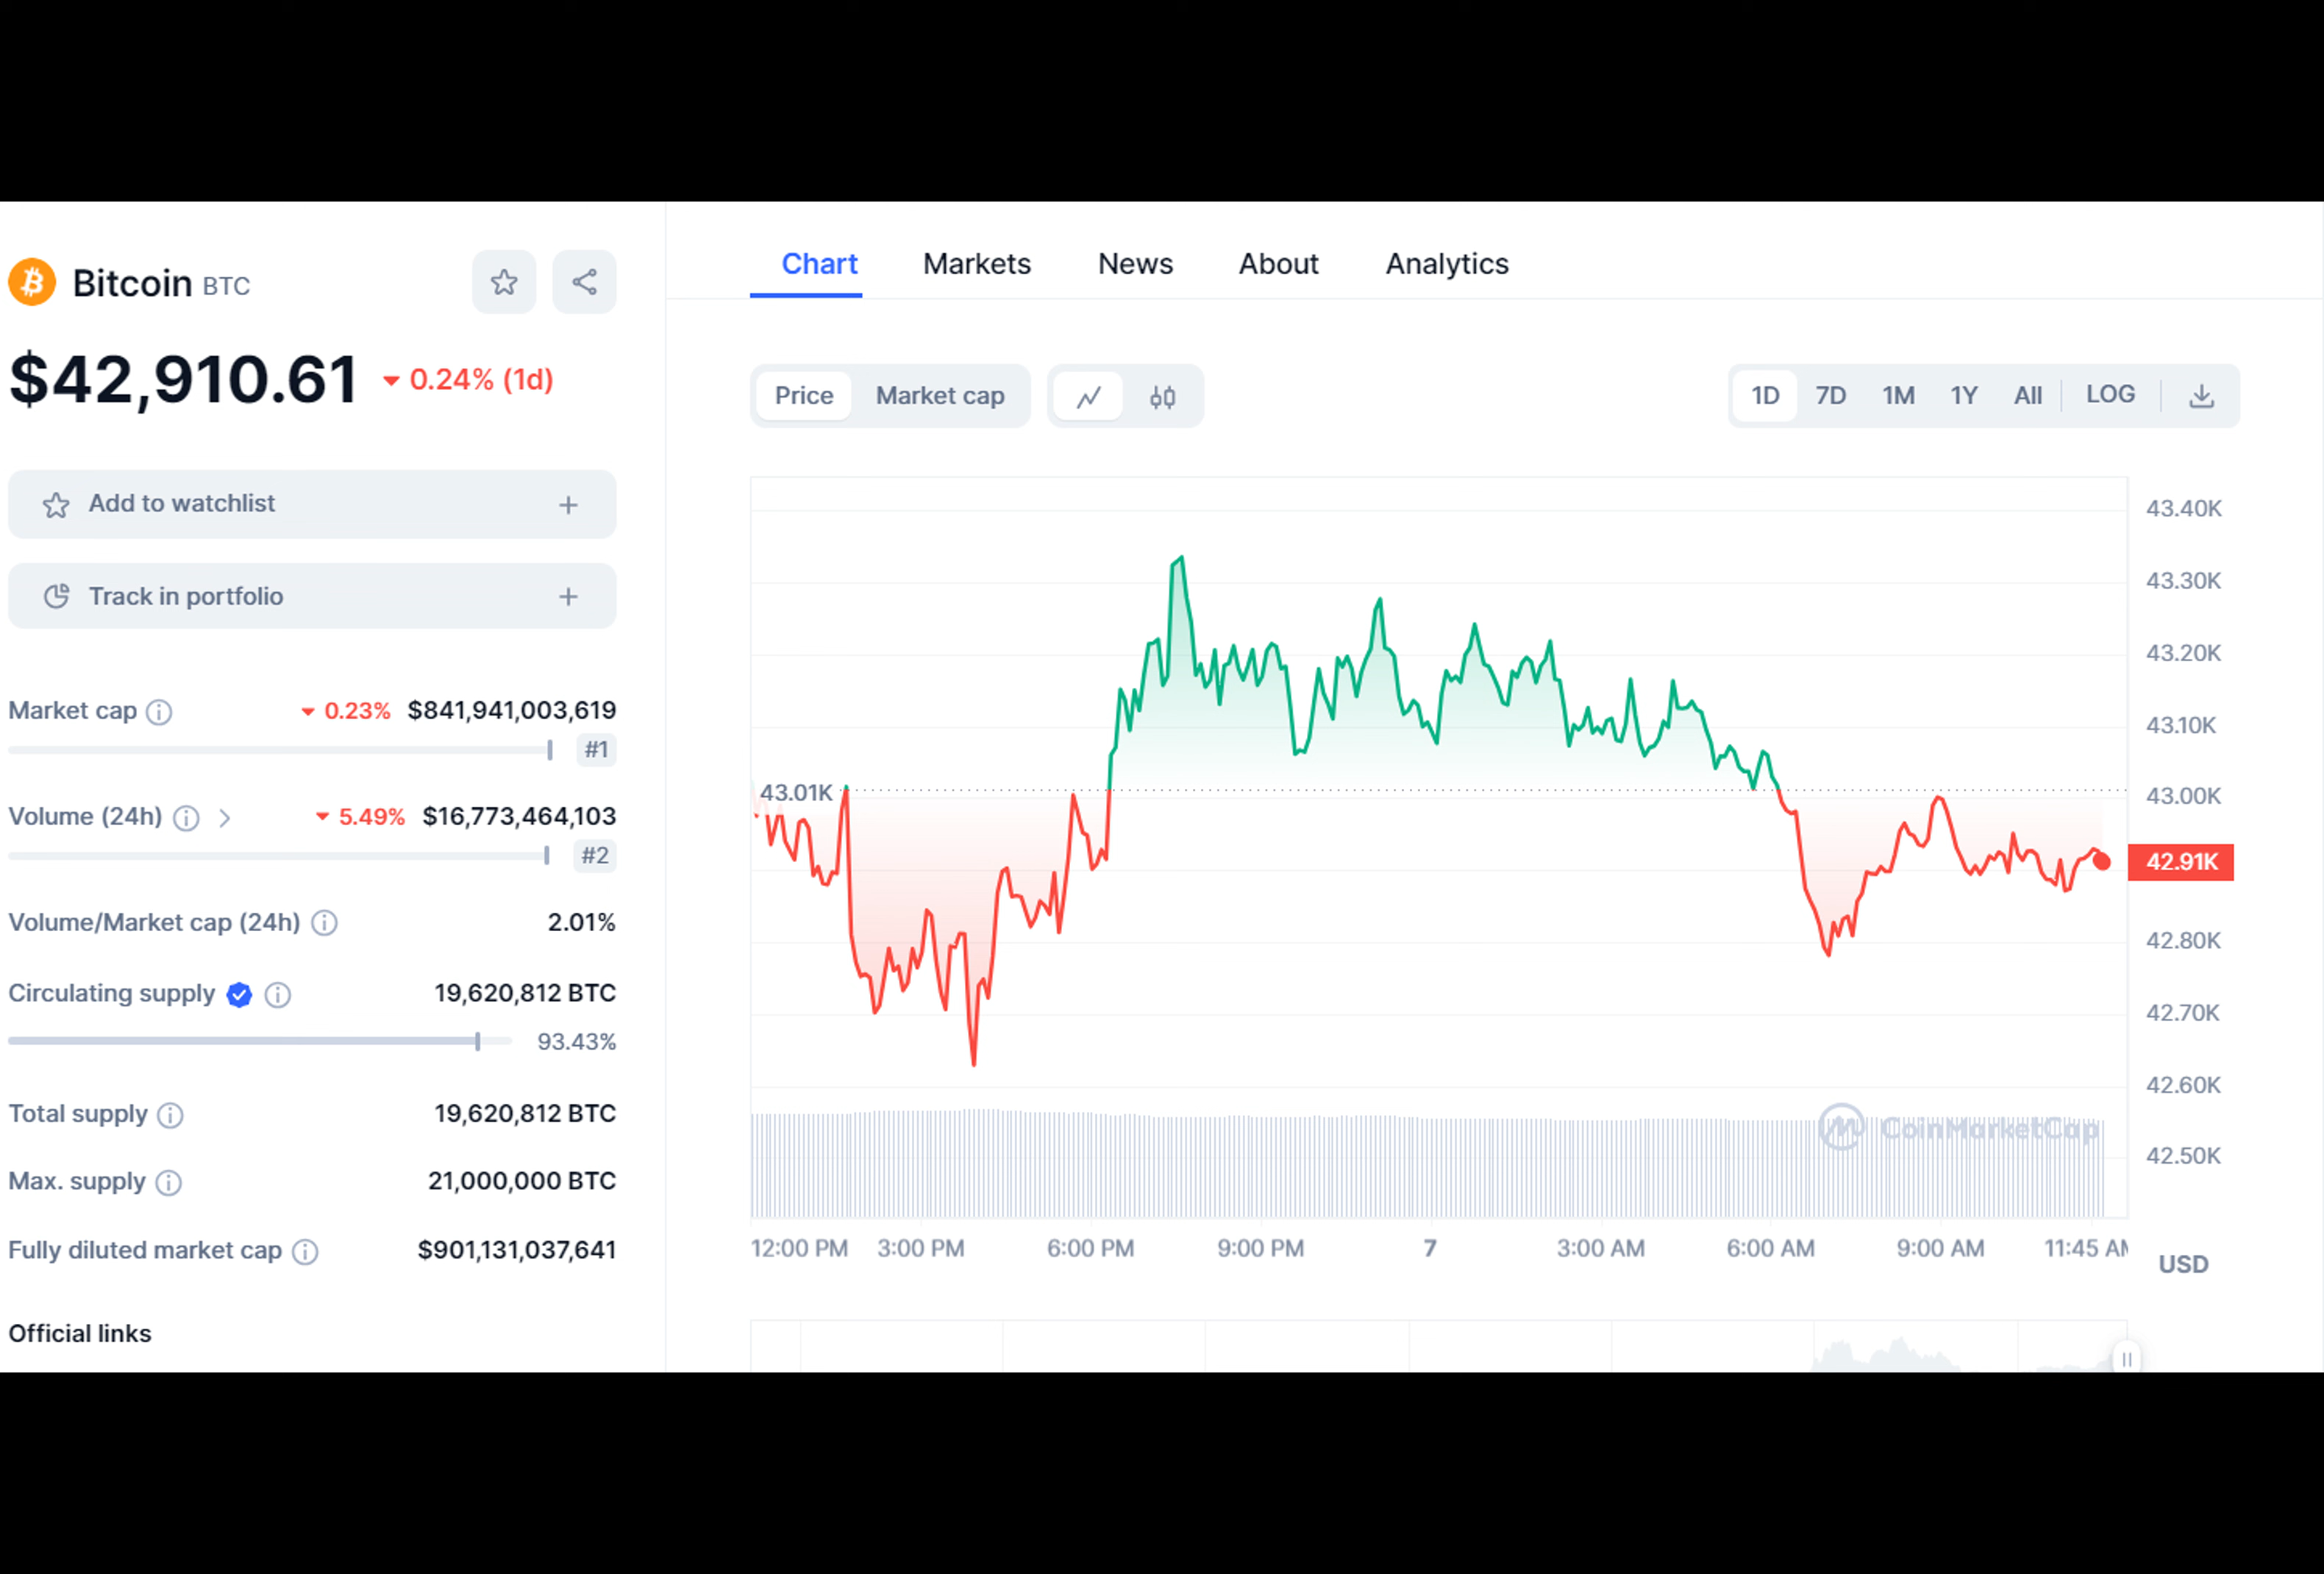 Bitcoin BTC
$42,910.61 0.24% (1d)
Add to watchlist +
Track in portfolio +
Market cap 0.23% $841,941,003,619
#1
Volume (24h) 5.49% $16,773,464,103
#2
Volume/Market cap (24h) 2.01%
Circulating supply 19,620,812 BTC
93.43%
Total supply 19,620,812 BTC
Max. supply 21,000,000 BTC
Fully diluted market cap $901,131,037,641
Official links
Chart Markets News About Analytics
Price Market cap 1D 7D 1M 1Y All LOG
43.40K
43.30K
43.20K
43.10K
43.01K 43.00K
42.91K
42.80K
42.70K
42.60K
CoinMarketCap
42.50K
12:00 PM 3:00 PM 6:00 PM 9:00 PM 7 3:00 AM 6:00 AM 9:00 AM 11:45 AM
USD